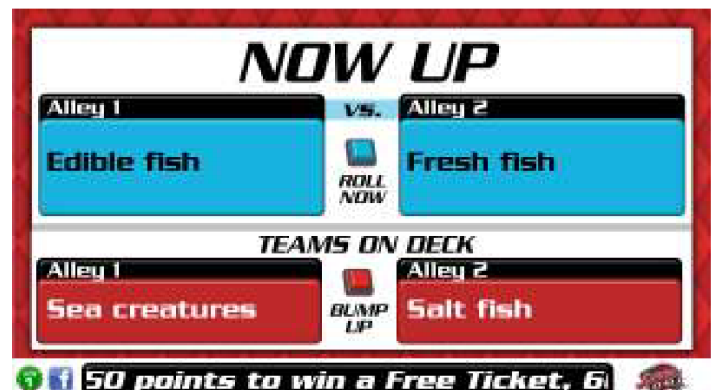 NOW UP
Alley 1 vs. Alley 2
Edible fish
Fresh fish
ROLL
NOW
TEAMS ON DECK
Alley 1
Alley 2
Sea creatures
Salt fish
BUMP
UP
50 points to win a Free Ticket, 6